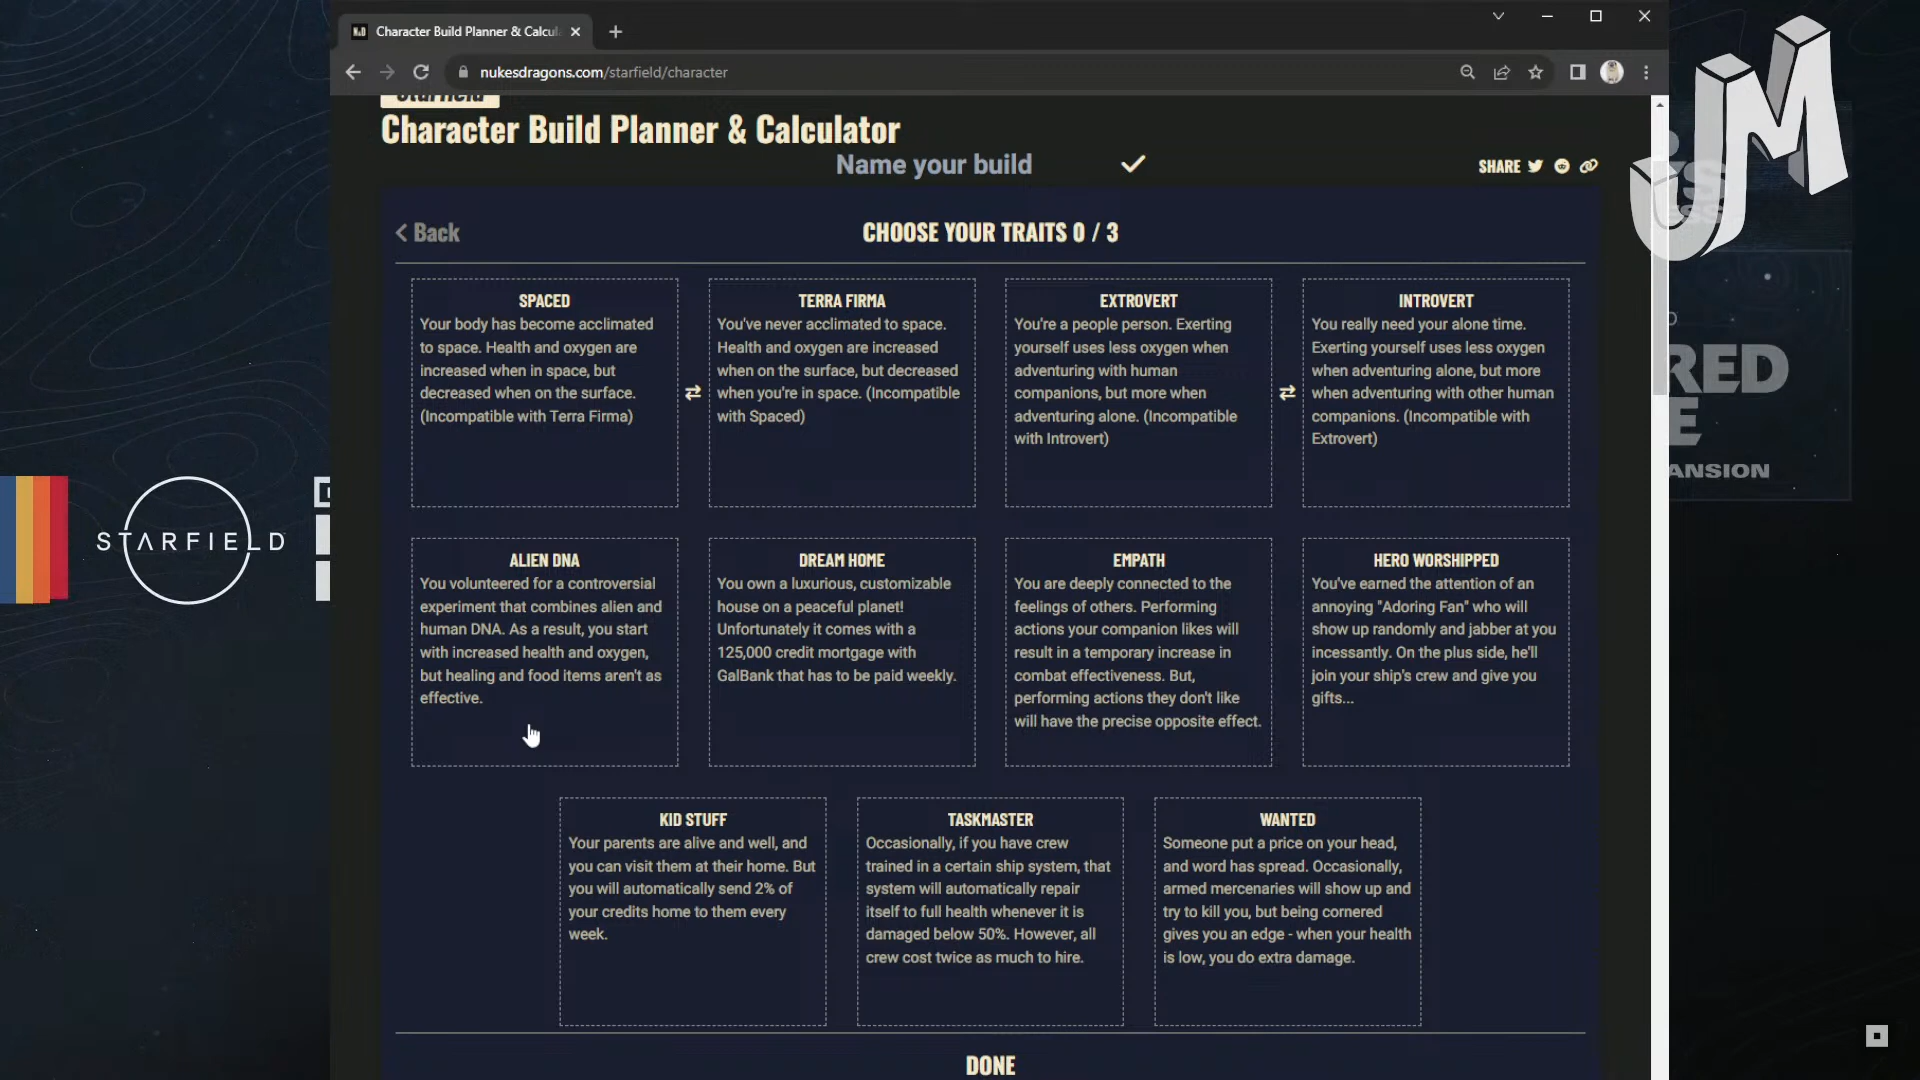 Character Build Planner & Calcul
nukesdragons.com/starfield/character
Starfield
Character Build Planner & Calculator
Name your build
SHARE
Back
CHOOSE YOUR TRAITS 0 / 3
SPACED
Your body has become acclimated
to space. Health and oxygen are
increased when in space, but
decreased when on the surface.
(Incompatible with Terra Firma)
TERRA FIRMA
You've never acclimated to space.
Health and oxygen are increased
when on the surface, but decreased
when you're in space. (Incompatible
with Spaced)
EXTROVERT
You're a people person. Exerting
yourself uses less oxygen when
adventuring with human
companions, but more when
adventuring alone. (Incompatible
with Introvert)
INTROVERT
You really need your alone time.
Exerting yourself uses less oxygen
when adventuring alone, but more
when adventuring with other human
companions. (Incompatible with
Extrovert)
ALIEN DNA
You volunteered for a controversial
experiment that combines alien and
human DNA. As a result, you start
with increased health and oxygen,
but healing and food items aren't as
effective.
DREAM HOME
You own a luxurious, customizable
house on a peaceful planet!
Unfortunately it comes with a
125,000 credit mortgage with
GalBank that has to be paid weekly.
EMPATH
You are deeply connected to the
feelings of others. Performing
actions your companion likes will
result in a temporary increase in
combat effectiveness. But,
performing actions they don't like
will have the precise opposite effect.
HERO WORSHIPPED
You've earned the attention of an
annoying "Adoring Fan" who will
show up randomly and jabber at you
incessantly. On the plus side, he'll
join your ship's crew and give you
gifts...
KID STUFF
Your parents are alive and well, and
you can visit them at their home. But
you will automatically send 2% of
your credits home to them every
week.
TASKMASTER
Occasionally, if you have crew
trained in a certain ship system, that
system will automatically repair
itself to full health whenever it is
damaged below 50%. However, all
crew cost twice as much to hire.
WANTED
Someone put a price on your head,
and word has spread. Occasionally,
armed mercenaries will show up and
try to kill you, but being cornered
gives you an edge - when your health
is low, you do extra damage.
DONE
STARFIELD
JM
RED
E
ANSION